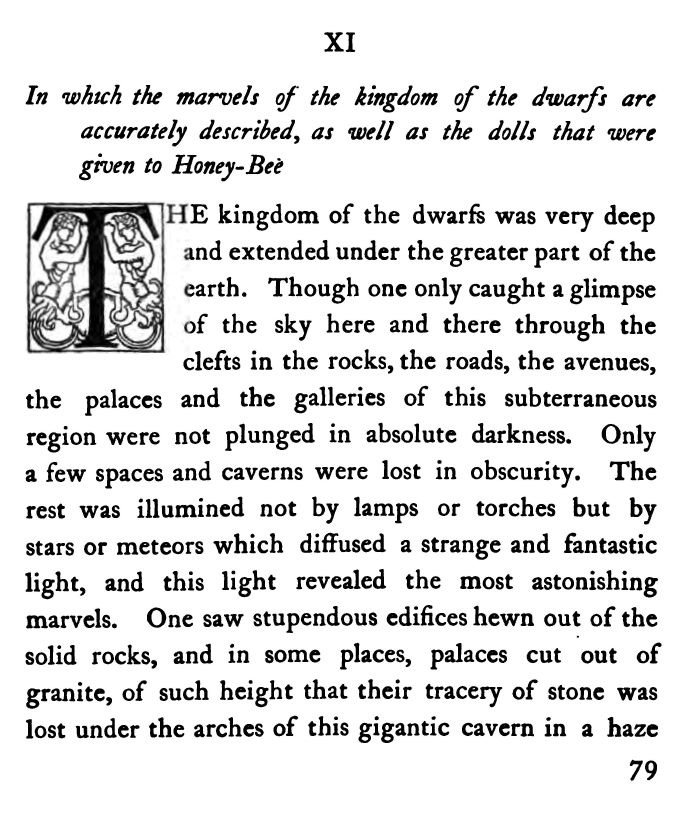 XI
In which the marvels of the kingdom of the dwarfs are
accurately described, as well as the dolls that were
given to Honey-Bee
THE kingdom of the dwarfs was very deep
and extended under the greater part of the
earth. Though one only caught a glimpse
of the sky here and there through the
clefts in the rocks, the roads, the avenues,
the palaces and the galleries of this subterraneous
region were not plunged in absolute darkness. Only
a few spaces and caverns were lost in obscurity. The
rest was illumined not by lamps or torches but by
stars or meteors which diffused a strange and fantastic
light, and this light revealed the most astonishing
marvels. One saw stupendous edifices hewn out of the
solid rocks, and in some places, palaces cut out of
granite, of such height that their tracery of stone was
lost under the arches of this gigantic cavern in a haze
79